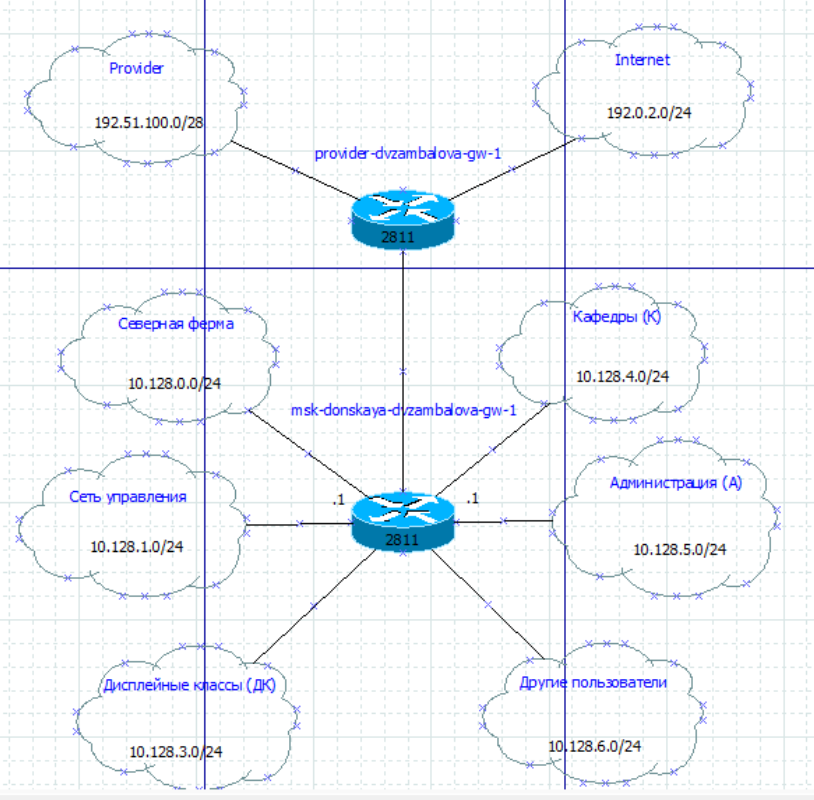 Provider
192.51.100.0/28
Internet
192.0.2.0/24
provider-dvzambalova-gw-1
2811
Северная ферма
10.128.0.0/24
Кафедры (К)
10.128.4.0/24
msk-donskaya-dvzambalova-gw-1
Сеть управления
10.128.1.0/24
.1
.1
2811
Администрация (А)
10.128.5.0/24
Дисплейные классы (ДК)
10.128.3.0/24
Другие пользователи
10.128.6.0/24